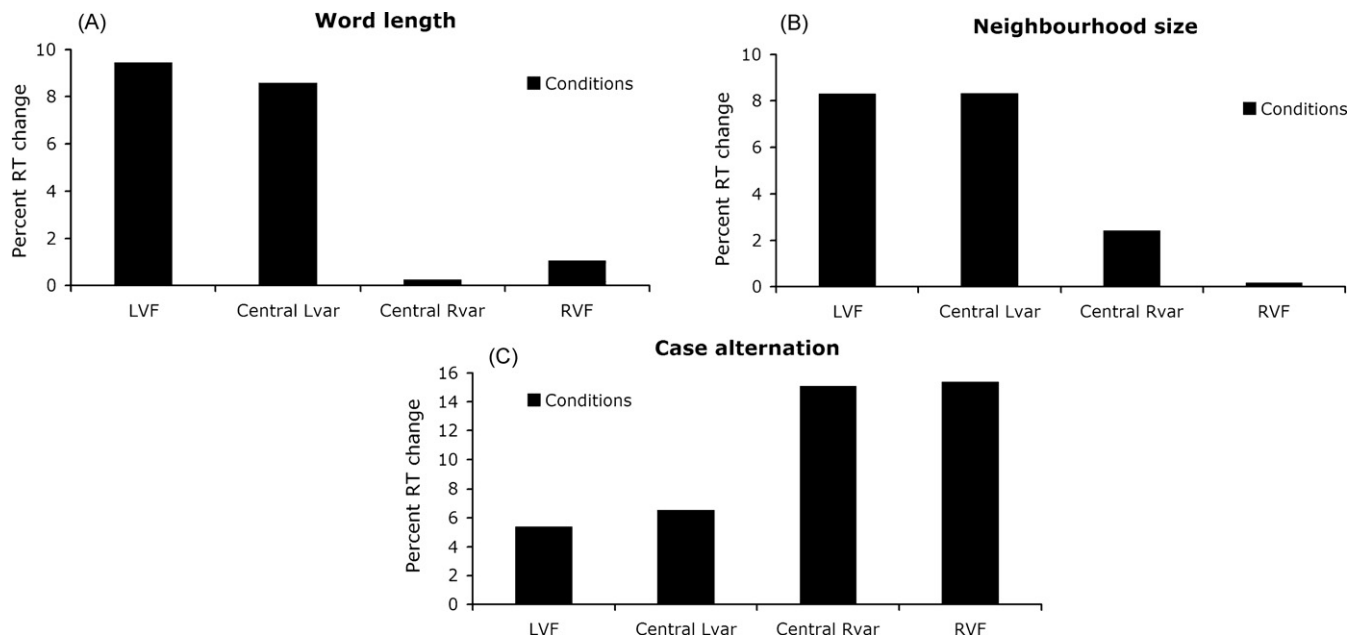 (A)
Word length
Percent RT change
10
8
6
4
2
0
Conditions
LVF
Central Lvar
Central Rvar
RVF
(B)
Neighbourhood size
Percent RT change
10
8
6
4
2
0
Conditions
LVF
Central Lvar
Central Rvar
RVF
(C)
Case alternation
Percent RT change
16
14
12
10
8
6
4
2
0
Conditions
LVF
Central Lvar
Central Rvar
RVF